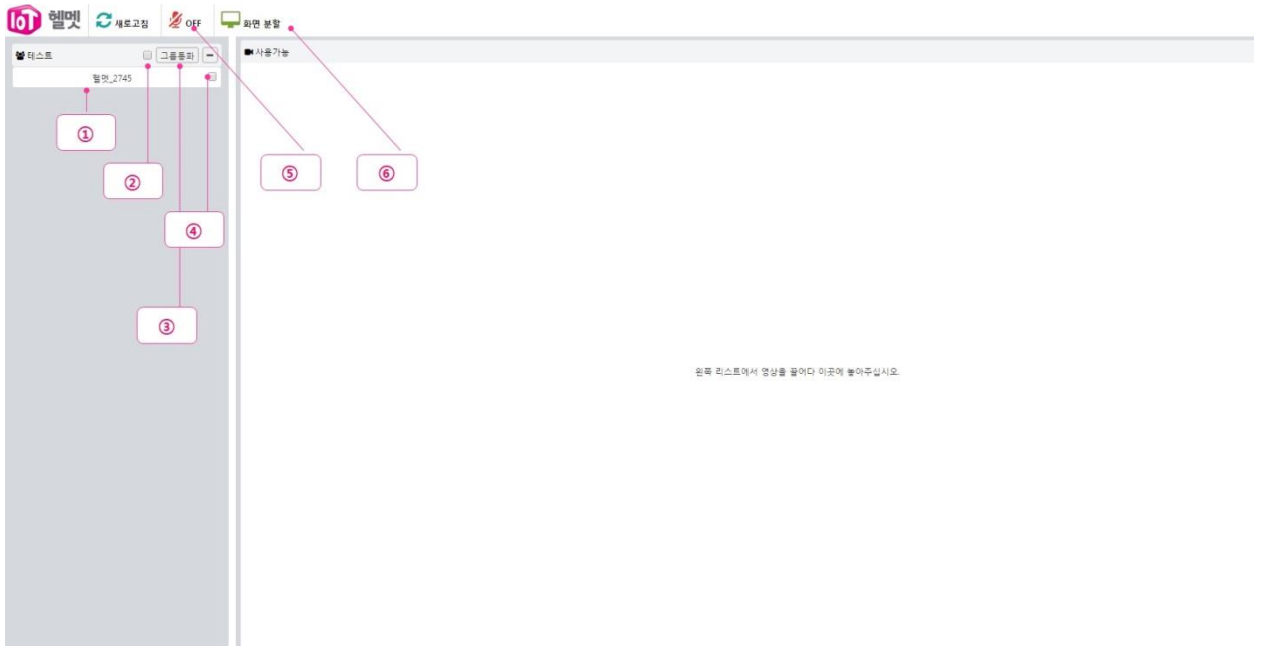 IoT 헬멧 새로고침 OFF 화면 분할
테스트 그룹통화
헬멧_2745
사용가능
①
②
③
④
⑤
⑥
왼쪽 리스트에서 영상을 끌어다 이곳에 놓아주십시오.